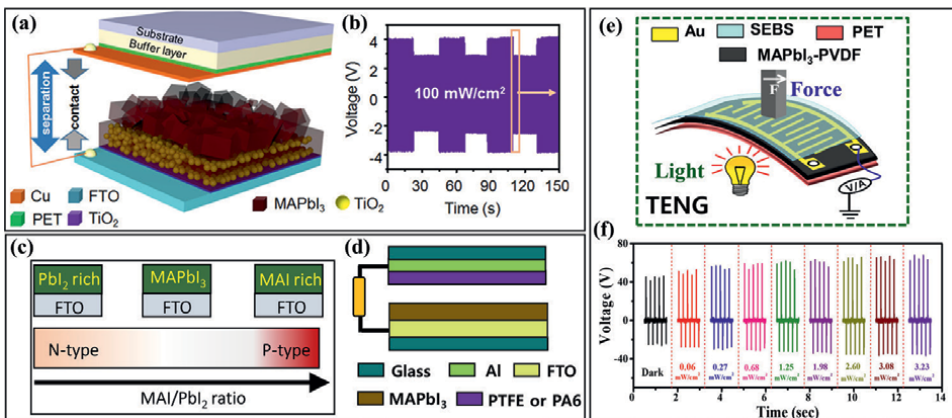 (a)
Substrate
Buffer layer
separation
contact
Cu
FTO
PET
TiO2
MAPbI3
TiO2
(b)
Voltage (V)
4
2
0
-2
-4
100 mW/cm2
0
30
60
90
120
150
Time (s)
(c)
PbI2 rich
MAPbI3
MAI rich
FTO
FTO
FTO
N-type
P-type
MAI/PbI2 ratio
(d)
Glass
Al
FTO
MAPbI3
PTFE or PA6
(e)
Au
SEBS
PET
MAPbI3-PVDF
F
Force
Light
TENG
V/A
(f)
Voltage (V)
80
40
0
-40
Dark
0.06
mW/cm2
0.27
mW/cm2
0.68
mW/cm2
1.25
mW/cm2
1.98
mW/cm2
2.60
mW/cm2
3.08
mW/cm2
3.23
mW/cm2
0
2
4
6
8
10
12
14
Time (sec)